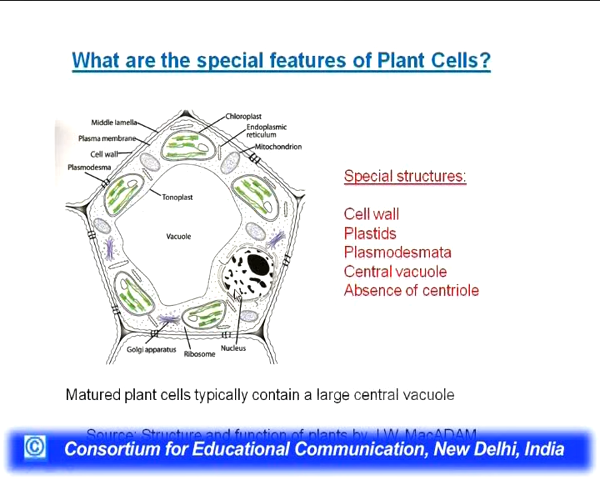 What are the special features of Plant Cells?
Chloroplast
Middle lamella
Endoplasmic
reticulum
Plasma membrane
Mitochondrion
Cell wall
Plasmodesma
Tonoplast
Vacuole
Golgi apparatus
Ribosome
Nucleus
Special structures:
Cell wall
Plastids
Plasmodesmata
Central vacuole
Absence of centriole
Matured plant cells typically contain a large central vacuole
Source: Structure and function of plants by J.W. MacADAM
© Consortium for Educational Communication, New Delhi, India